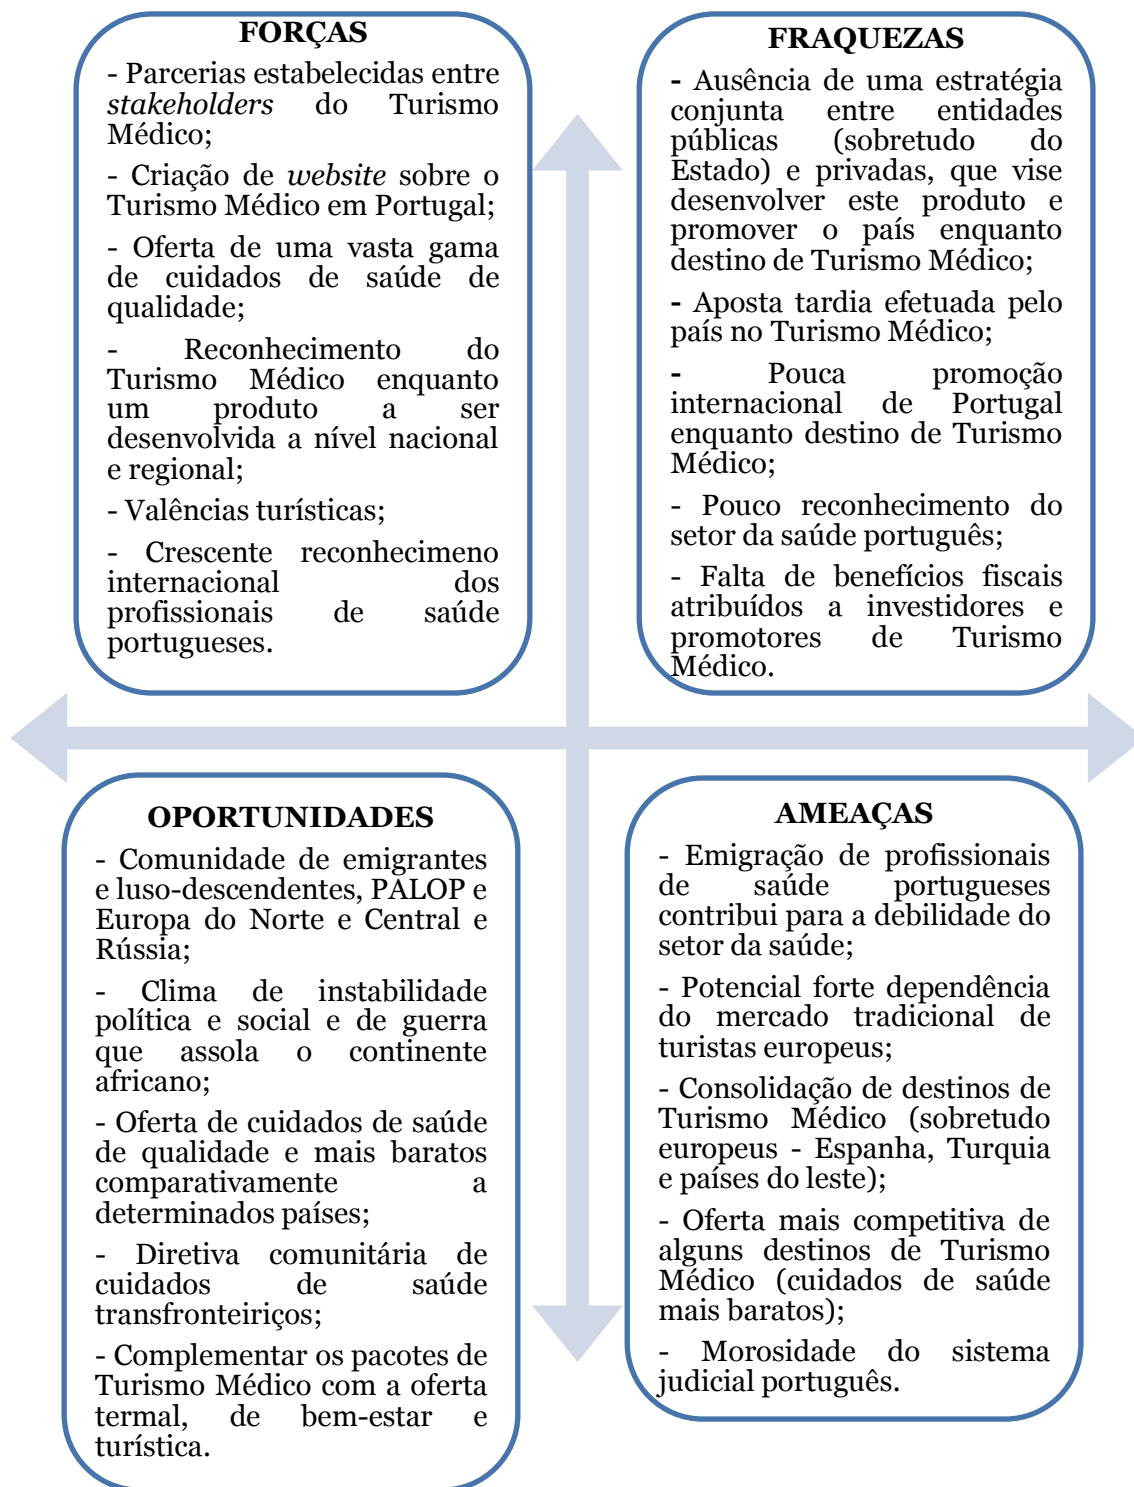 FORÇAS
- Parcerias estabelecidas entre
stakeholders do Turismo
Médico;
- Criação de website sobre o
Turismo Médico em Portugal;
- Oferta de uma vasta gama
de cuidados de saúde de
qualidade;
- Reconhecimento do
Turismo Médico enquanto
um produto a ser
desenvolvida a nível nacional
e regional;
- Valências turísticas;
- Crescente reconhecimeno
internacional dos
profissionais de saúde
portugueses.
FRAQUEZAS
- Ausência de uma estratégia
conjunta entre entidades
públicas (sobretudo do
Estado) e privadas, que vise
desenvolver este produto e
promover o país enquanto
destino de Turismo Médico;
- Aposta tardia efetuada pelo
país no Turismo Médico;
- Pouca promoção
internacional de Portugal
enquanto destino de Turismo
Médico;
- Pouco reconhecimento do
setor da saúde português;
- Falta de benefícios fiscais
atribuídos a investidores e
promotores de Turismo
Médico.
OPORTUNIDADES
- Comunidade de emigrantes
e luso-descendentes, PALOP e
Europa do Norte e Central e
Rússia;
- Clima de instabilidade
política e social e de guerra
que assola o continente
africano;
- Oferta de cuidados de saúde
de qualidade e mais baratos
comparativamente a
determinados países;
- Diretiva comunitária de
cuidados de saúde
transfronteiriços;
- Complementar os pacotes de
Turismo Médico com a oferta
termal, de bem-estar e
turística.
AMEAÇAS
- Emigração de profissionais
de saúde portugueses
contribui para a debilidade do
setor da saúde;
- Potencial forte dependência
do mercado tradicional de
turistas europeus;
- Consolidação de destinos de
Turismo Médico (sobretudo
europeus - Espanha, Turquia
e países do leste);
- Oferta mais competitiva de
alguns destinos de Turismo
Médico (cuidados de saúde
mais baratos);
- Morosidade do sistema
judicial português.